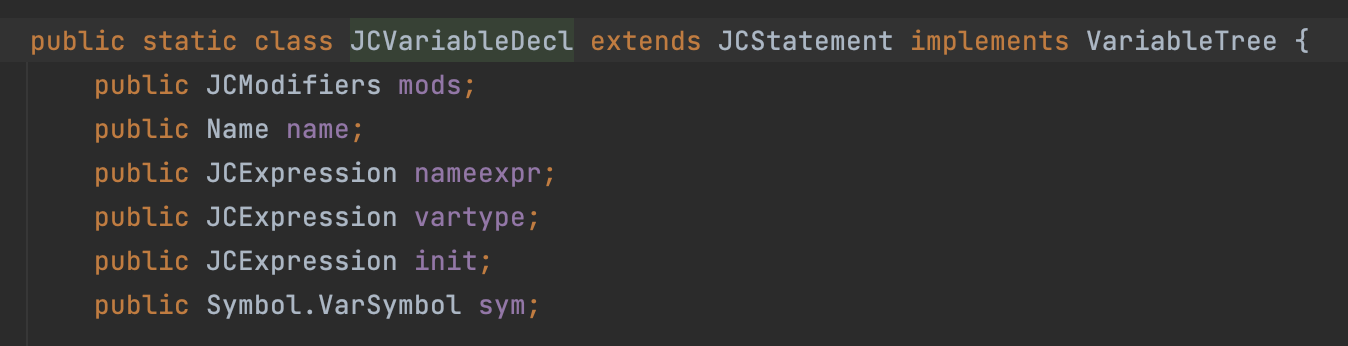 public static class JCVariableDecl extends JCStatement implements VariableTree {
public JCModifiers mods;
public Name name;
public JCExpression nameexpr;
public JCExpression vartype;
public JCExpression init;
public Symbol.VarSymbol sym;